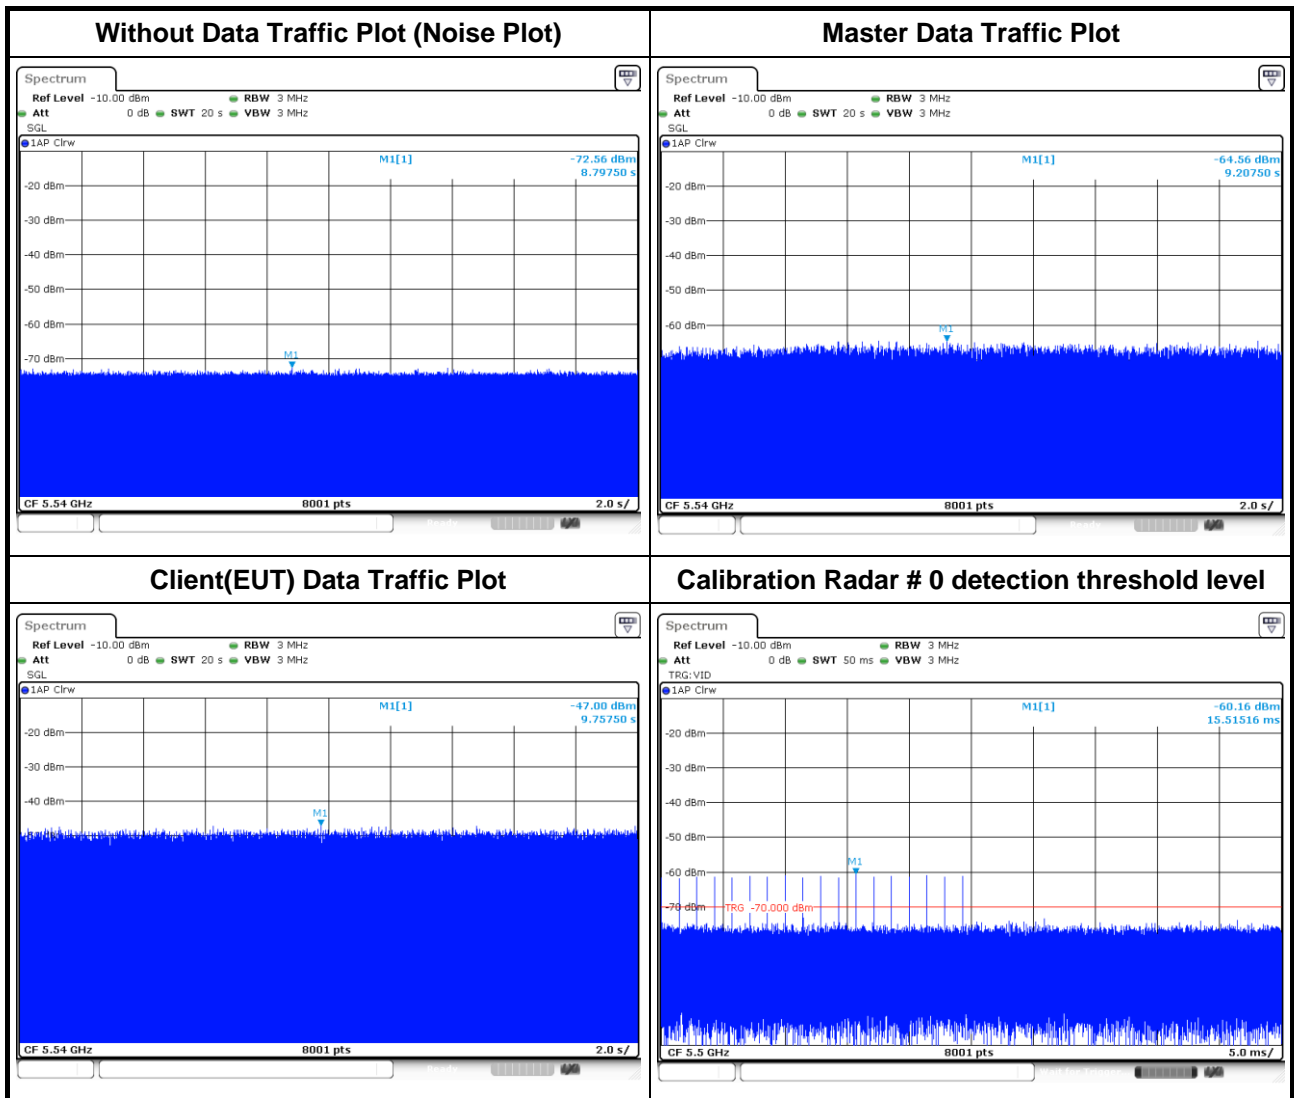 Without Data Traffic Plot (Noise Plot)
Spectrum
Ref Level -10.00 dBm RBW 3 MHz
Att 0 dB SWT 20 s VBW 3 MHz
SGL
1AP Clrw
M1[1] -72.56 dBm
8.79750 s
-20 dBm
-30 dBm
-40 dBm
-50 dBm
-60 dBm
-70 dBm
M1
CF 5.54 GHz 8001 pts 2.0 s/
Ready
Master Data Traffic Plot
Spectrum
Ref Level -10.00 dBm RBW 3 MHz
Att 0 dB SWT 20 s VBW 3 MHz
SGL
1AP Clrw
M1[1] -64.56 dBm
9.20750 s
-20 dBm
-30 dBm
-40 dBm
-50 dBm
-60 dBm
M1
CF 5.54 GHz 8001 pts 2.0 s/
Ready
Client(EUT) Data Traffic Plot
Spectrum
Ref Level -10.00 dBm RBW 3 MHz
Att 0 dB SWT 20 s VBW 3 MHz
SGL
1AP Clrw
M1[1] -47.00 dBm
9.75750 s
-20 dBm
-30 dBm
-40 dBm
M1
CF 5.54 GHz 8001 pts 2.0 s/
Ready
Calibration Radar # 0 detection threshold level
Spectrum
Ref Level -10.00 dBm RBW 3 MHz
Att 0 dB SWT 50 ms VBW 3 MHz
TRG:VID
1AP Clrw
M1[1] -60.16 dBm
15.51516 ms
-20 dBm
-30 dBm
-40 dBm
-50 dBm
M1
-60 dBm
-70 dBm TRG -70.000 dBm
CF 5.5 GHz 8001 pts 5.0 ms/
Wait for Trigger